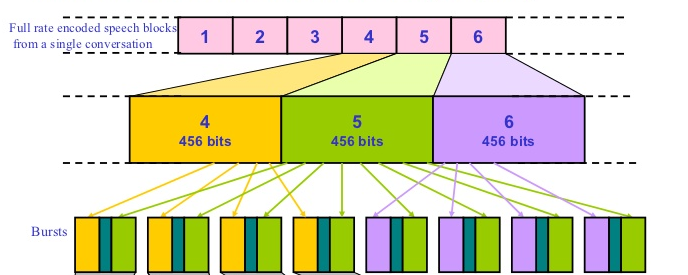 Full rate encoded speech blocks
from a single conversation
1 2 3 4 5 6
4 5 6
456 bits 456 bits 456 bits
Bursts